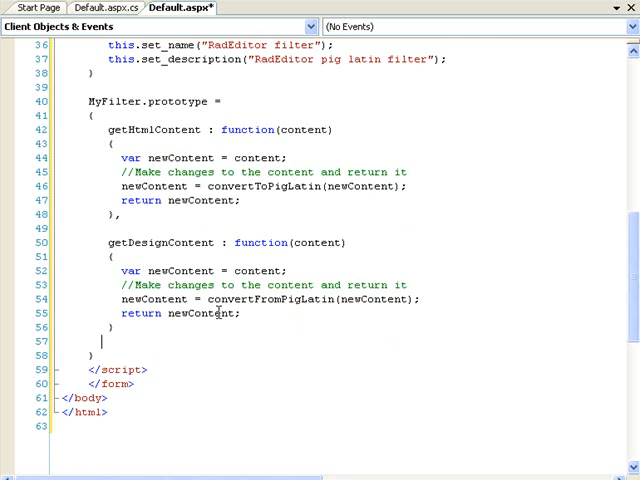 Start Page
Default.aspx.cs
Default.aspx*
Client Objects & Events
(No Events)
36 this.set_name("RadEditor filter");
37 this.set_description("RadEditor pig latin filter");
38 }
39
40 MyFilter.prototype =
41 {
42 getHtmlContent : function(content)
43 {
44 var newContent = content;
45 //Make changes to the content and return it
46 newContent = convertToPigLatin(newContent);
47 return newContent;
48 },
49
50 getDesignContent : function(content)
51 {
52 var newContent = content;
53 //Make changes to the content and return it
54 newContent = convertFromPigLatin(newContent);
55 return newContent;
56 }
57
58 }
59 </script>
60 </form>
61 </body>
62 </html>
63